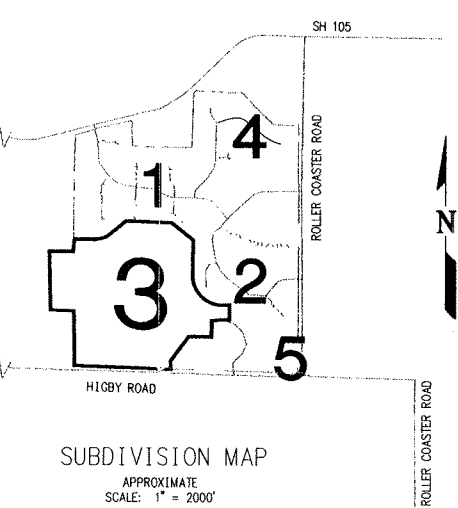 SH 105
4
ROLLER COASTER ROAD
1
N
2
3
5
HIGBY ROAD
ROLLER COASTER ROAD
SUBDIVISION MAP
APPROXIMATE
SCALE: 1" = 2000'